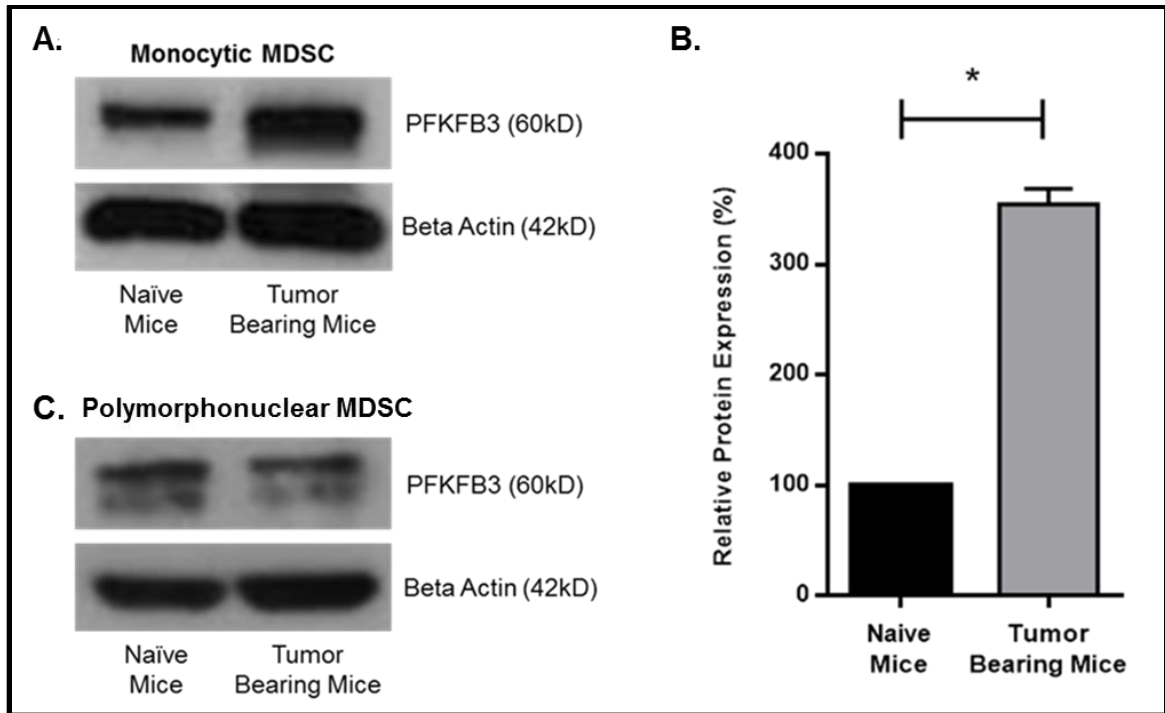 A.
Monocytic MDSC
PFKFB3 (60kD)
Beta Actin (42kD)
Naïve
Mice
Tumor
Bearing Mice
B.
*
Relative Protein Expression (%)
400
300
200
100
0
Naive
Mice
Tumor
Bearing Mice
C. Polymorphonuclear MDSC
PFKFB3 (60kD)
Beta Actin (42kD)
Naïve
Mice
Tumor
Bearing Mice